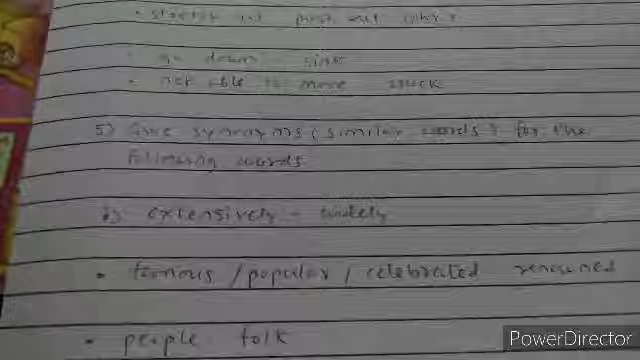 go down - sink
• not able to move stuck
5) Give synonyms (similar words) for the
following words
extensively - widely
• famous / popular / celebrated renowned
• people folk
PowerDirector